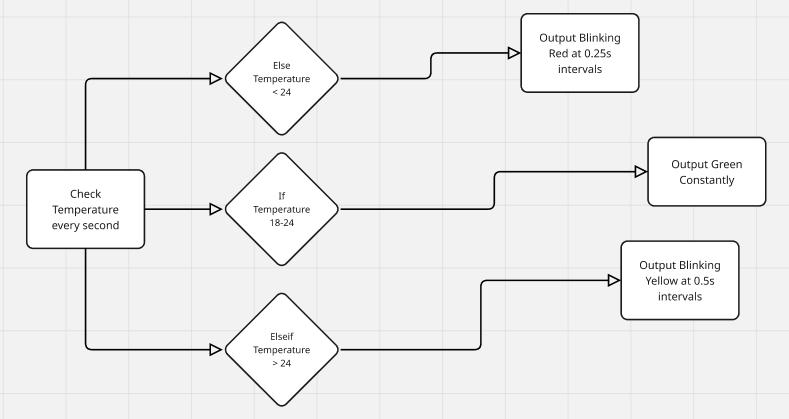 Else
Temperature
< 24
Output Blinking
Red at 0.25s
intervals
Check
Temperature
every second
If
Temperature
18-24
Output Green
Constantly
Elseif
Temperature
> 24
Output Blinking
Yellow at 0.5s
intervals